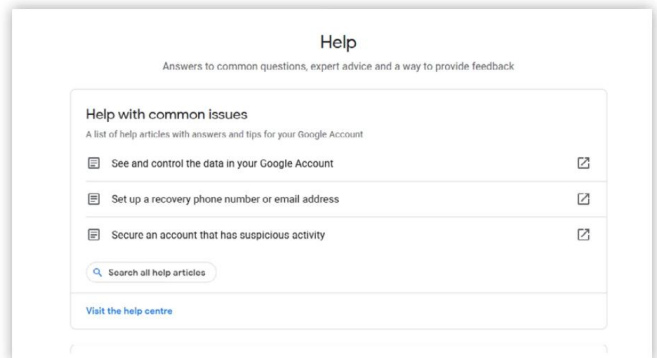 Help
Answers to common questions, expert advice and a way to provide feedback
Help with common issues
A list of help articles with answers and tips for your Google Account
See and control the data in your Google Account
Set up a recovery phone number or email address
Secure an account that has suspicious activity
Search all help articles
Visit the help centre